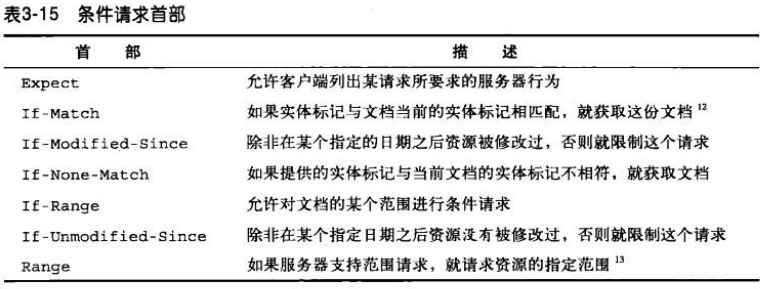 表3-15 条件请求首部
首 部 描 述
Expect 允许客户端列出某请求所要求的服务器行为
If-Match 如果实体标记与文档当前的实体标记相匹配，就获取这份文档 12
If-Modified-Since 除非在某个指定的日期之后资源被修改过，否则就限制这个请求
If-None-Match 如果提供的实体标记与当前文档的实体标记不相符，就获取文档
If-Range 允许对文档的某个范围进行条件请求
If-Unmodified-Since 除非在某个指定日期之后资源没有被修改过，否则就限制这个请求
Range 如果服务器支持范围请求，就请求资源的指定范围 13